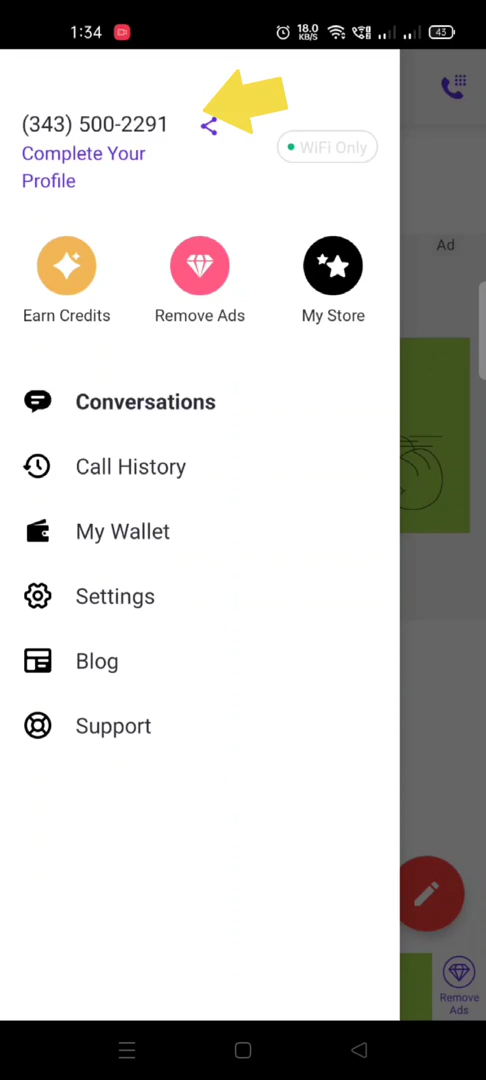 1:34
18.0
KB/S
43
(343) 500-2291
Complete Your
Profile
WiFi Only
Ad
Earn Credits
Remove Ads
My Store
Conversations
Call History
My Wallet
Settings
Blog
Support
Remove
Ads